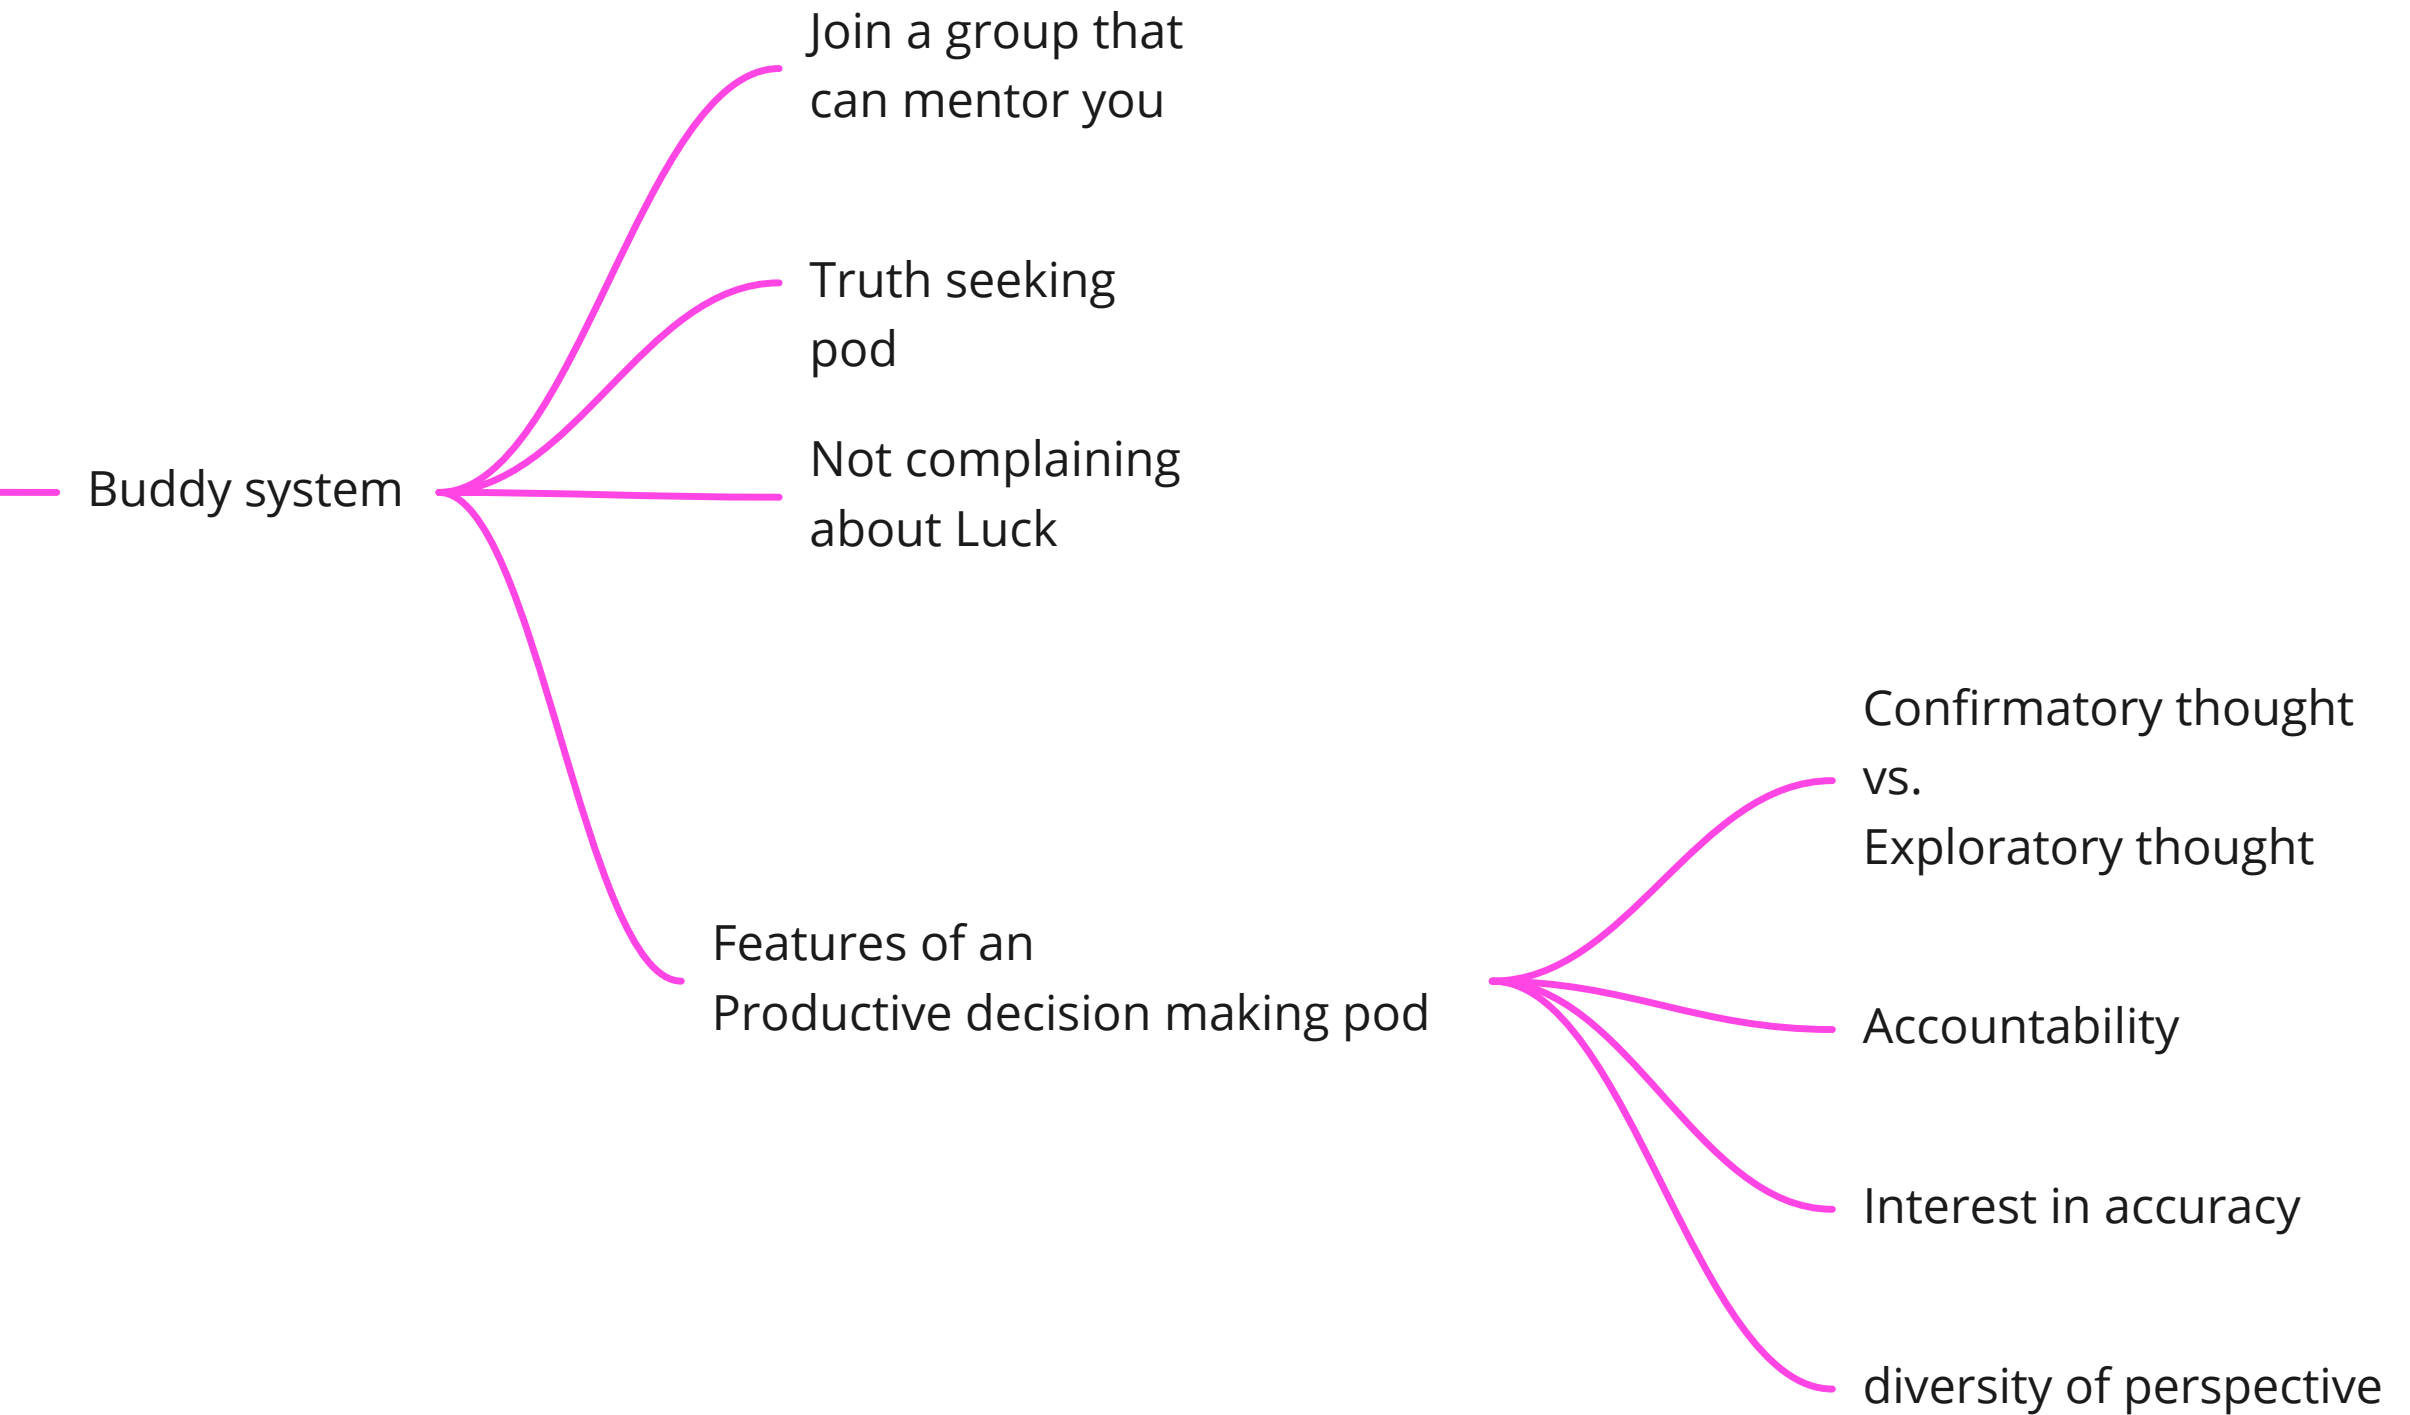 Join a group that
can mentor you
Truth seeking
pod
Buddy system
Not complaining
about Luck
Features of an
Productive decision making pod
Confirmatory thought
vs.
Exploratory thought
Accountability
Interest in accuracy
diversity of perspective